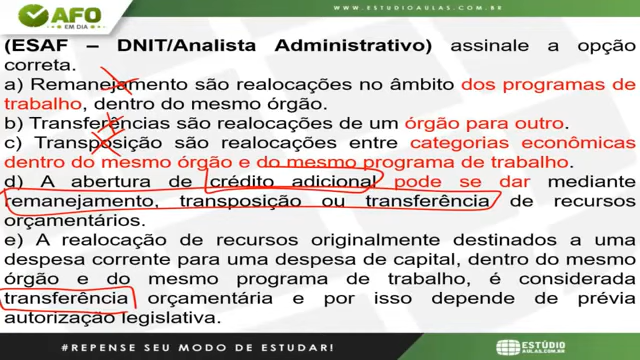 AFO
EM DIA
WWW.ESTUDIOAULAS.COM.BR
(ESAF – DNIT/Analista Administrativo) assinale a opção
correta.
a) Remanejamento são realocações no âmbito dos programas de
trabalho, dentro do mesmo órgão.
b) Transferências são realocações de um órgão para outro.
c) Transposição são realocações entre categorias econômicas
dentro do mesmo órgão e do mesmo programa de trabalho.
d) A abertura de crédito adicional pode se dar mediante
remanejamento, transposição ou transferência de recursos
orçamentários.
e) A realocação de recursos originalmente destinados a uma
despesa corrente para uma despesa de capital, dentro do mesmo
órgão e do mesmo programa de trabalho, é considerada
transferência orçamentária e por isso depende de prévia
autorização legislativa.
#REPENSE SEU MODO DE ESTUDAR!
ESTÚDIO
AULAS.COM.BR